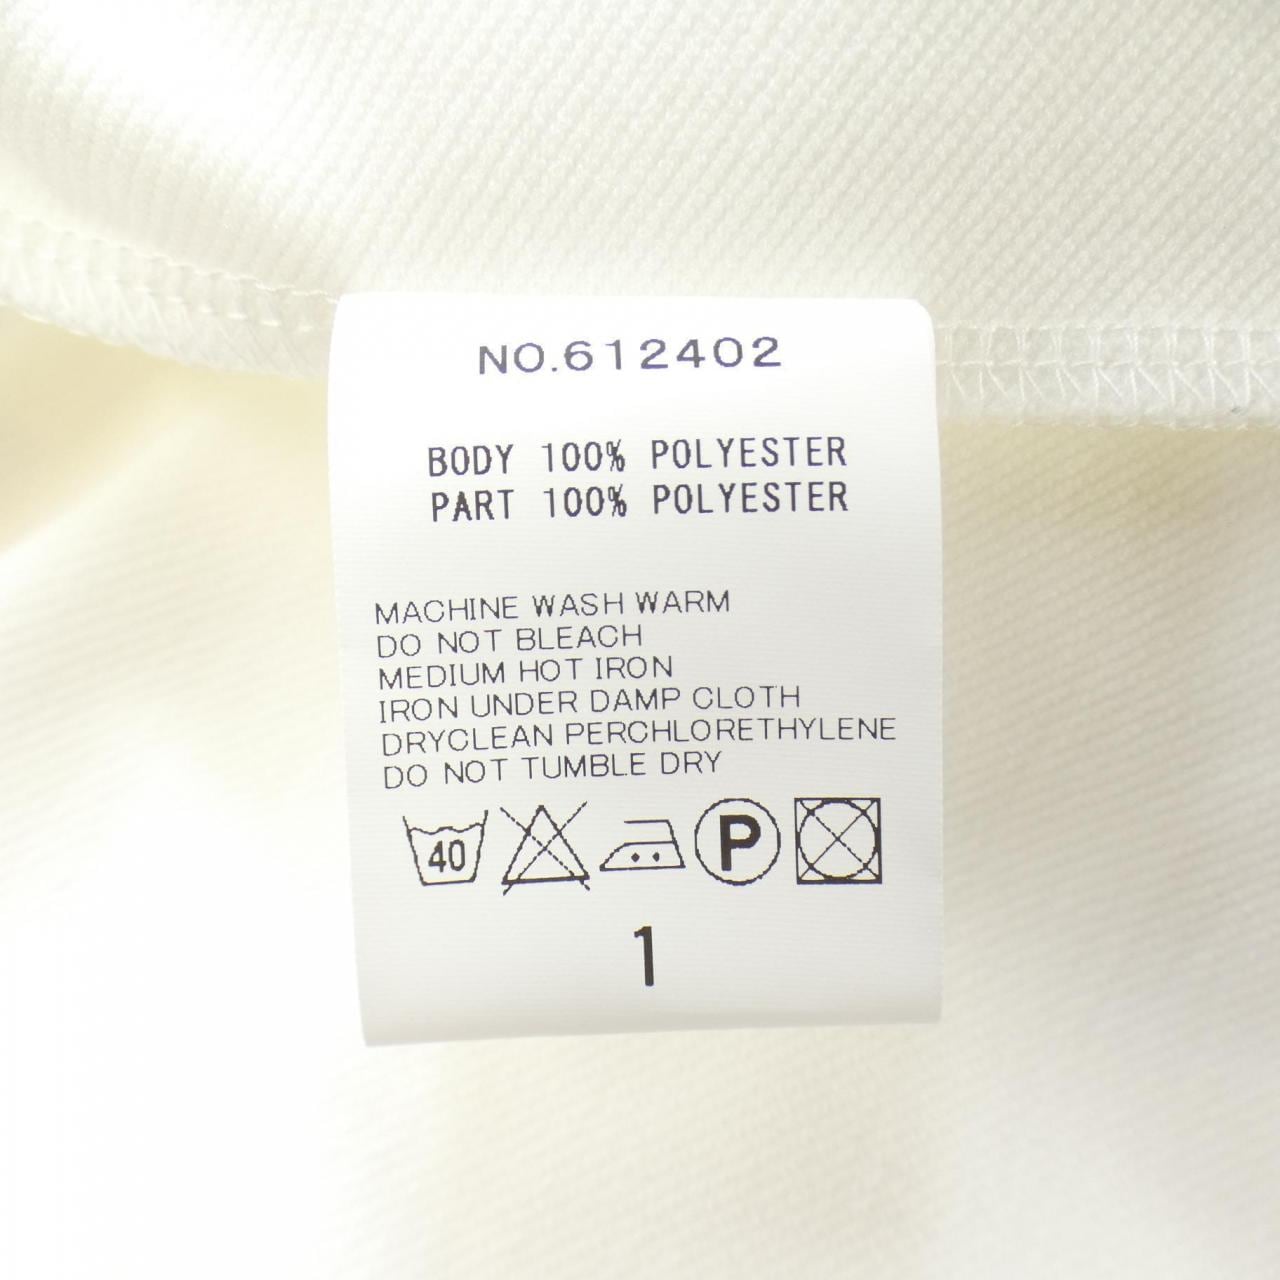 NO.612402
BODY 100% POLYESTER
PART 100% POLYESTER
MACHINE WASH WARM
DO NOT BLEACH
MEDIUM HOT IRON
IRON UNDER DAMP CLOTH
DRYCLEAN PERCHLORETHYLENE
DO NOT TUMBLE DRY
40 P
1